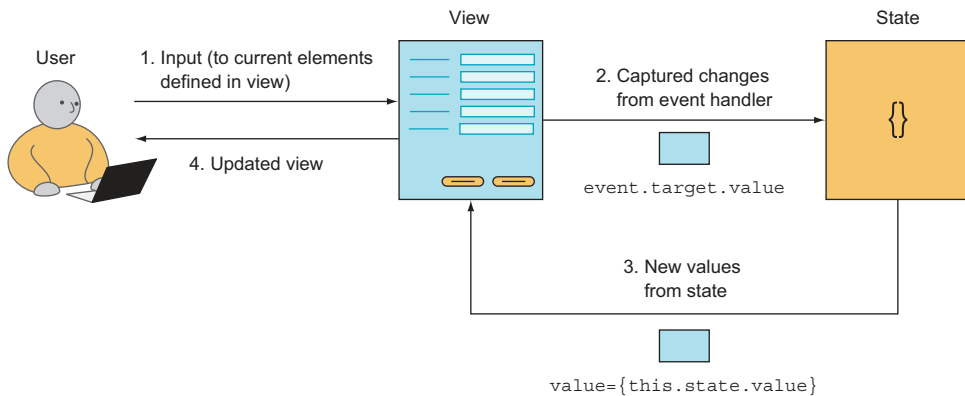 View
State
User
1. Input (to current elements
defined in view)
2. Captured changes
from event handler
{}
4. Updated view
event.target.value
3. New values
from state
value={this.state.value}